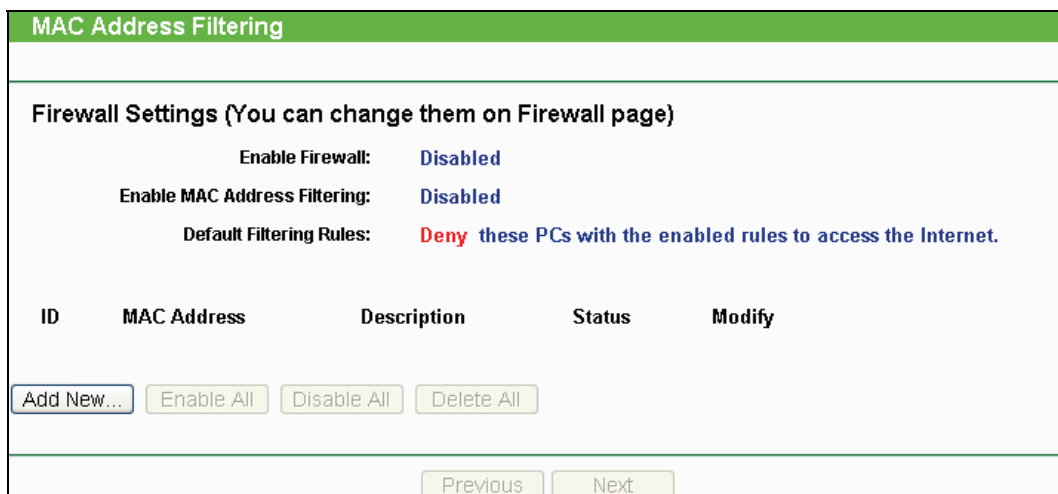 MAC Address Filtering
Firewall Settings (You can change them on Firewall page)
Enable Firewall: Disabled
Enable MAC Address Filtering: Disabled
Default Filtering Rules: Deny these PCs with the enabled rules to access the Internet.
ID MAC Address Description Status Modify
Add New... Enable All Disable All Delete All
Previous Next